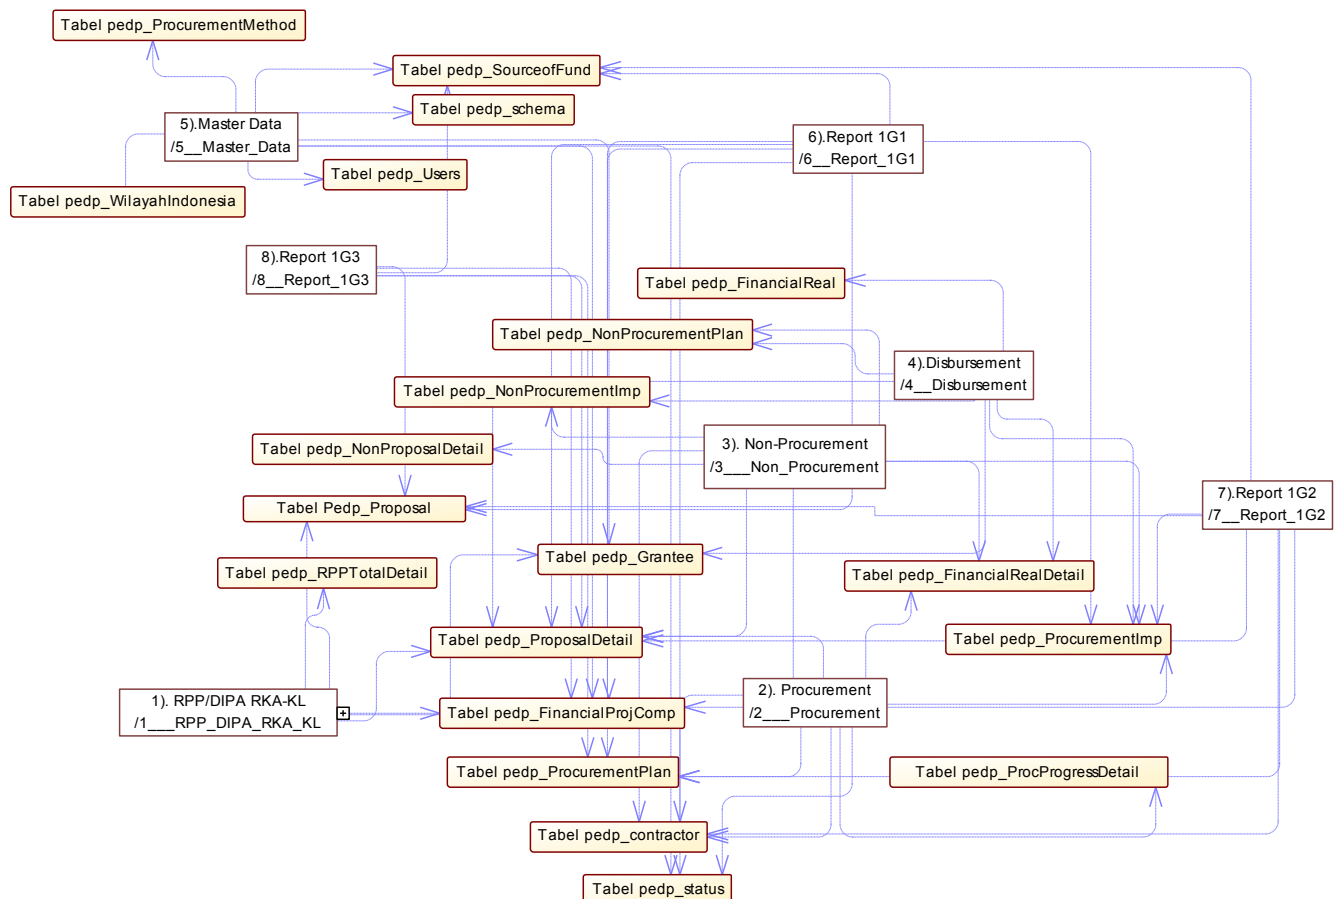 Tabel pedp_ProcurementMethod
Tabel pedp_SourceofFund
Tabel pedp_schema
5).Master Data
/5__Master_Data
6).Report 1G1
/6__Report_1G1
Tabel pedp_Users
Tabel pedp_WilayahIndonesia
8).Report 1G3
/8__Report_1G3
Tabel pedp_FinancialReal
Tabel pedp_NonProcurementPlan
4).Disbursement
/4__Disbursement
Tabel pedp_NonProcurementImp
3). Non-Procurement
/3___Non_Procurement
Tabel pedp_NonProposalDetail
7).Report 1G2
/7__Report_1G2
Tabel Pedp_Proposal
Tabel pedp_Grantee
Tabel pedp_RPPTotalDetail
Tabel pedp_FinancialRealDetail
Tabel pedp_ProposalDetail
Tabel pedp_ProcurementImp
1). RPP/DIPA RKA-KL
/1___RPP_DIPA_RKA_KL
Tabel pedp_FinancialProjComp
2). Procurement
/2___Procurement
Tabel pedp_ProcurementPlan
Tabel pedp_ProcProgressDetail
Tabel pedp_contractor
Tabel pedp_status